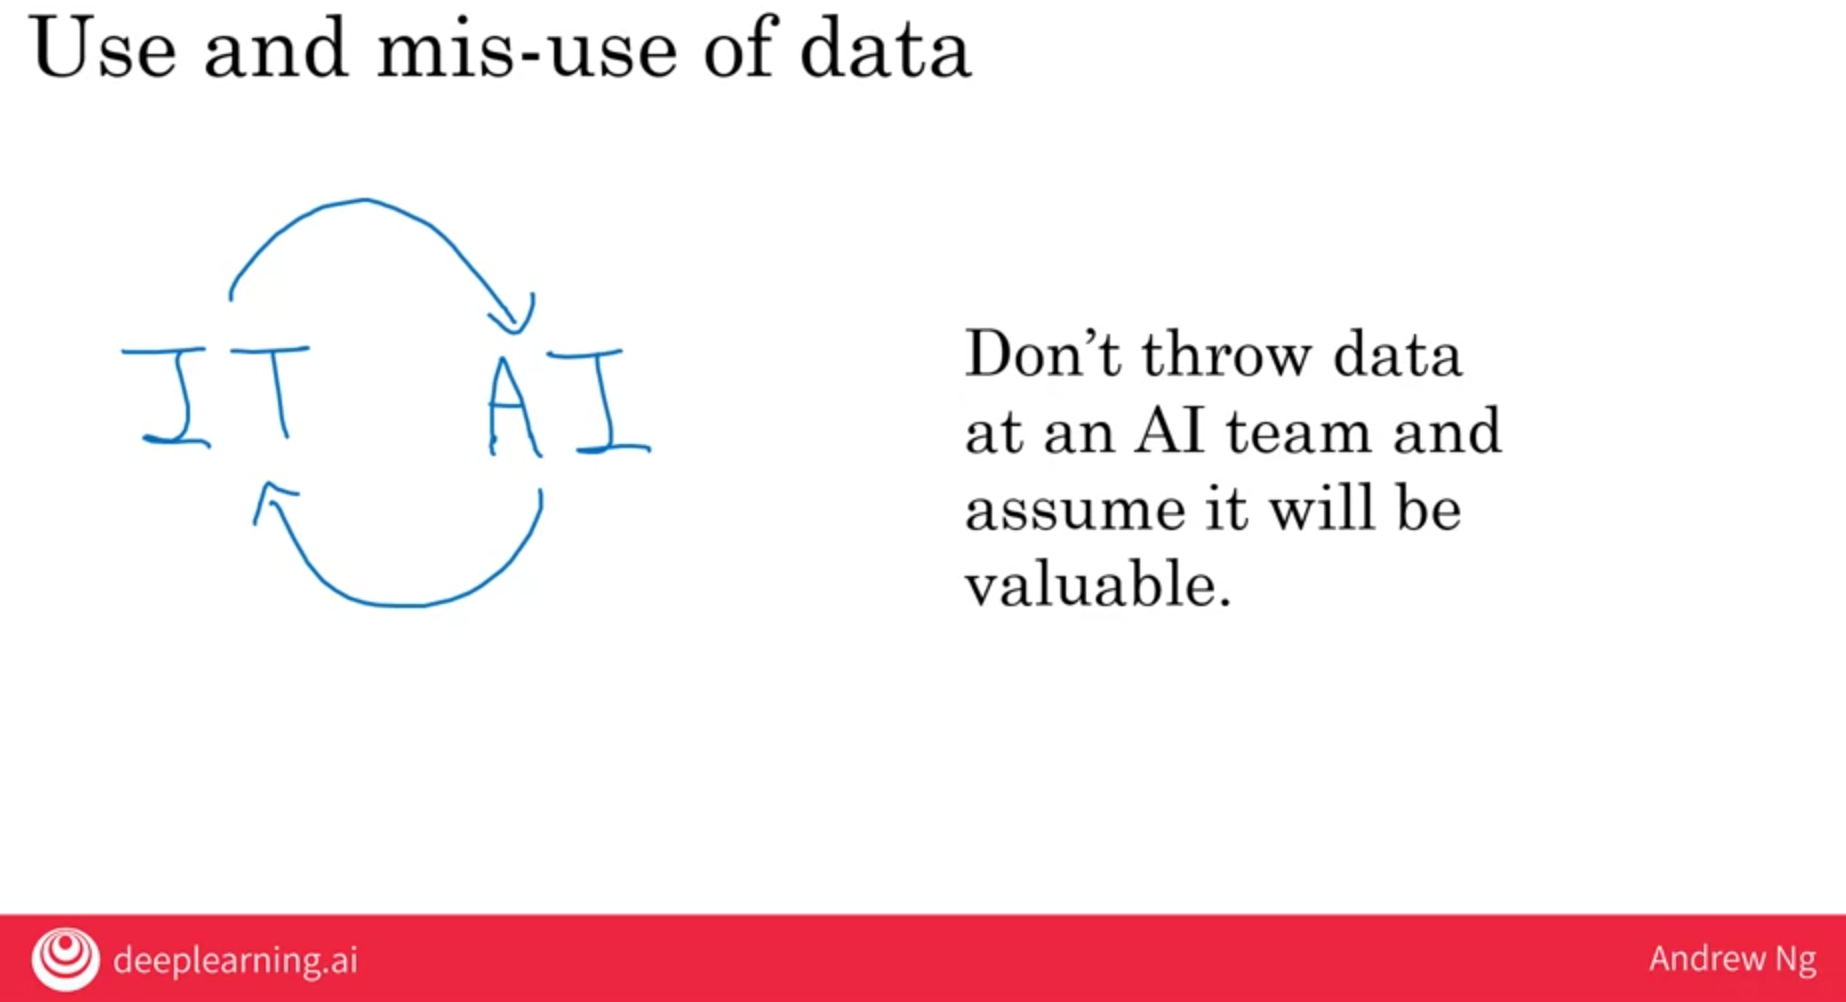 Use and mis-use of data
IT AI
Don't throw data
at an AI team and
assume it will be
valuable.
deeplearning.ai
Andrew Ng